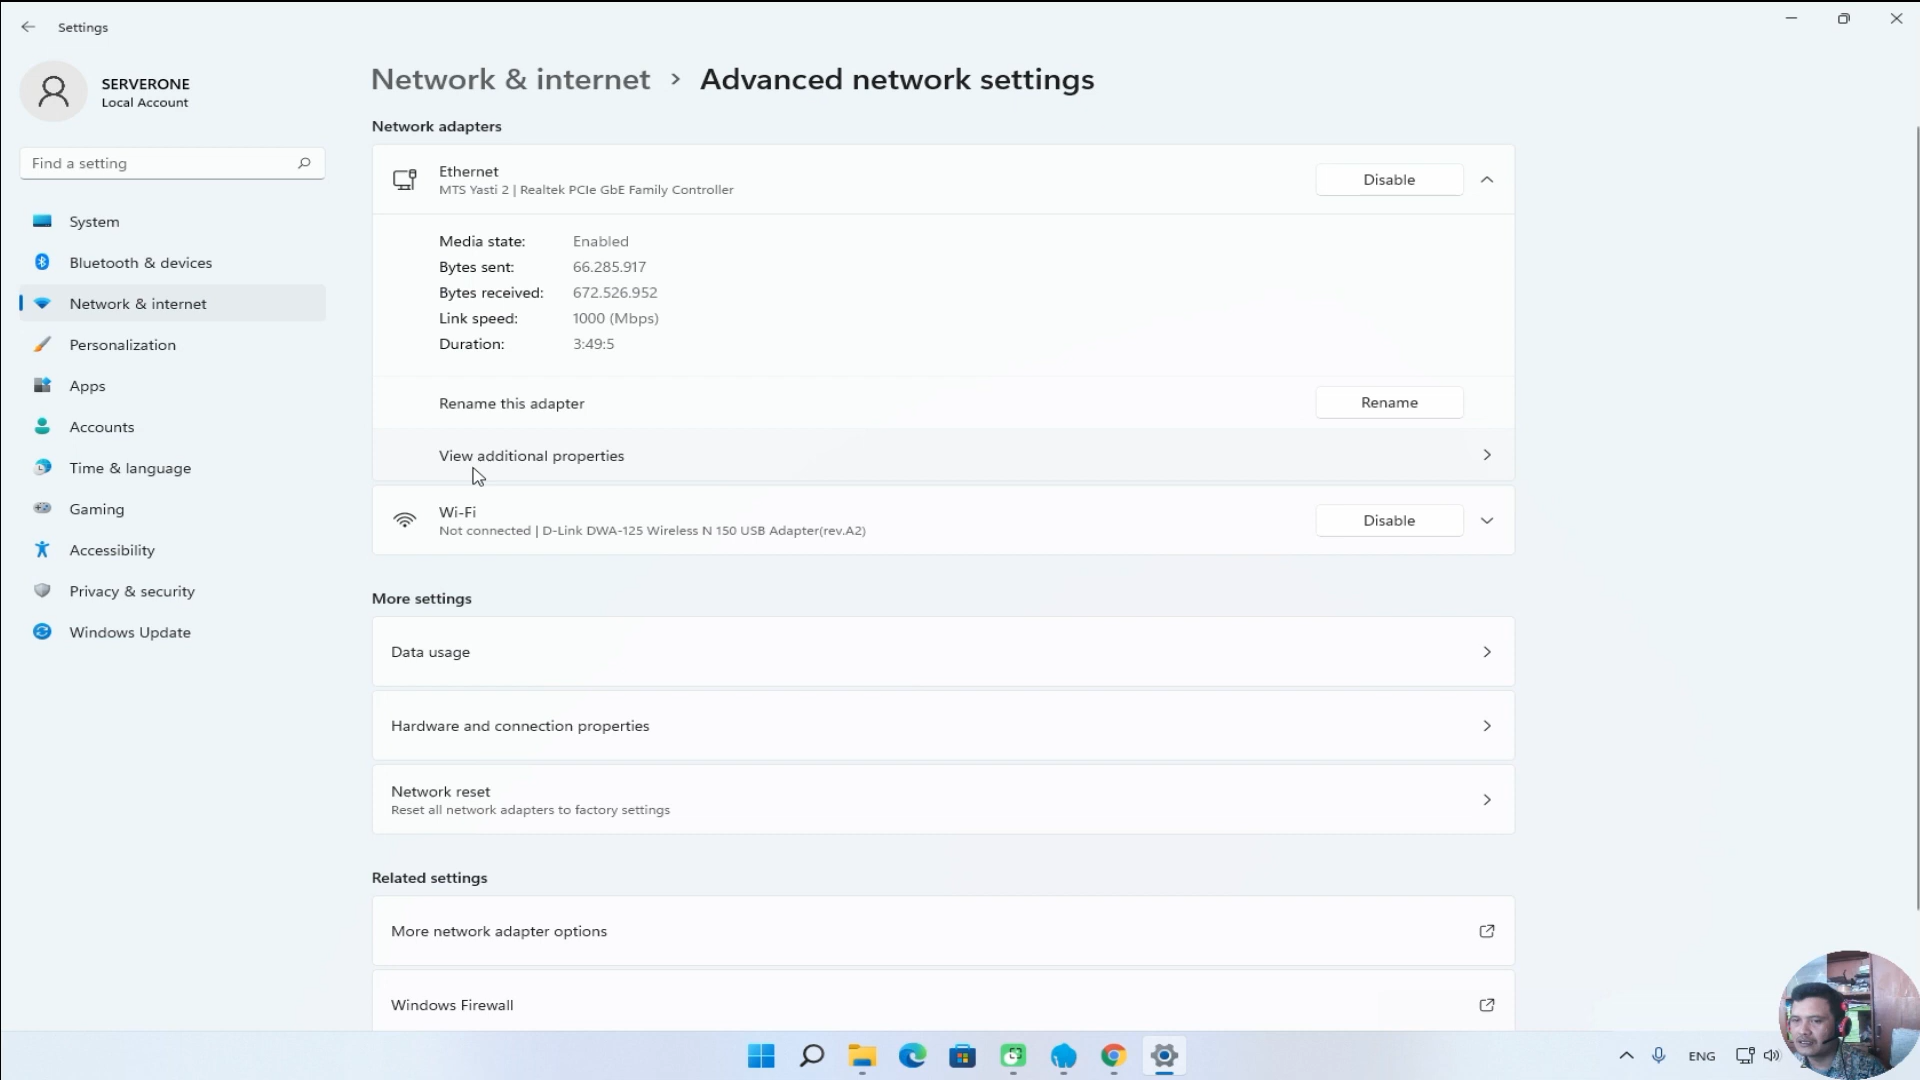 Settings
SERVERONE
Local Account
Find a setting
System
Bluetooth & devices
Network & internet
Personalization
Apps
Accounts
Time & language
Gaming
Accessibility
Privacy & security
Windows Update
Network & internet > Advanced network settings
Network adapters
Ethernet
MTS Yasti 2 | Realtek PCIe GbE Family Controller
Disable
Media state: Enabled
Bytes sent: 66.285.917
Bytes received: 672.526.952
Link speed: 1000 (Mbps)
Duration: 3:49:5
Rename this adapter
Rename
View additional properties
Wi-Fi
Not connected | D-Link DWA-125 Wireless N 150 USB Adapter(rev.A2)
Disable
More settings
Data usage
Hardware and connection properties
Network reset
Reset all network adapters to factory settings
Related settings
More network adapter options
Windows Firewall
ENG